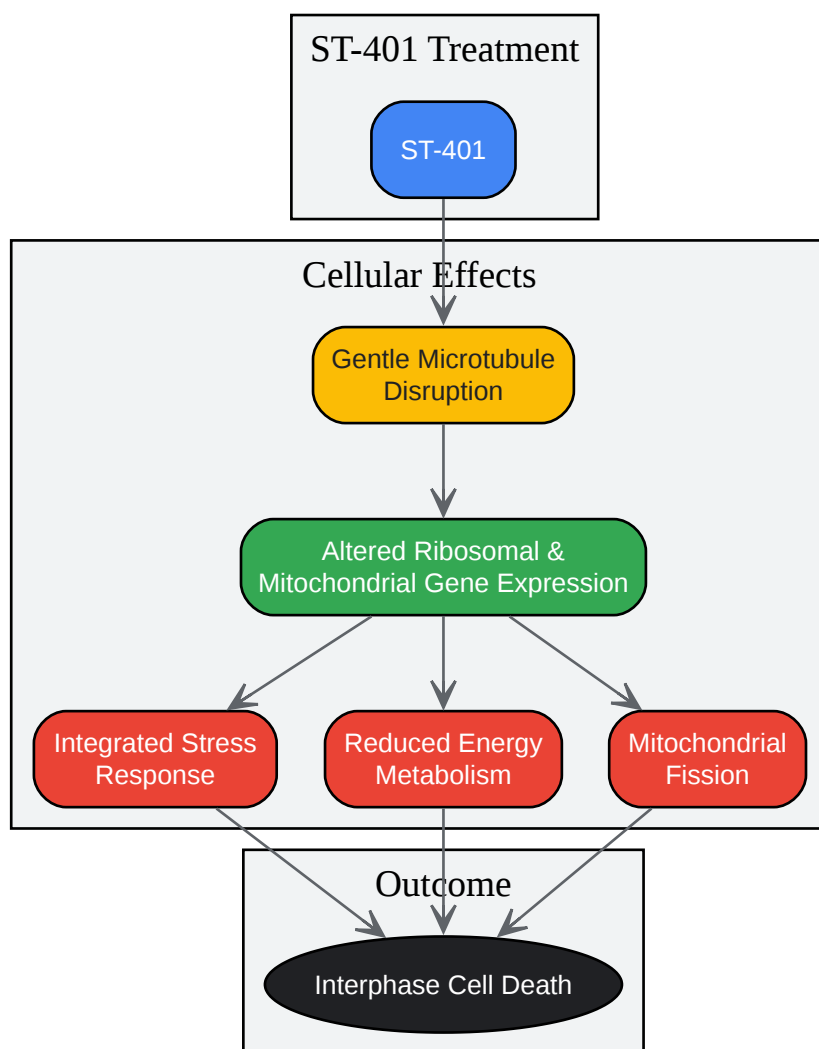 ST-401 Treatment
ST-401
Cellular Effects
Gentle Microtubule
Disruption
Altered Ribosomal &
Mitochondrial Gene Expression
Integrated Stress
Response
Reduced Energy
Metabolism
Mitochondrial
Fission
Outcome
Interphase Cell Death